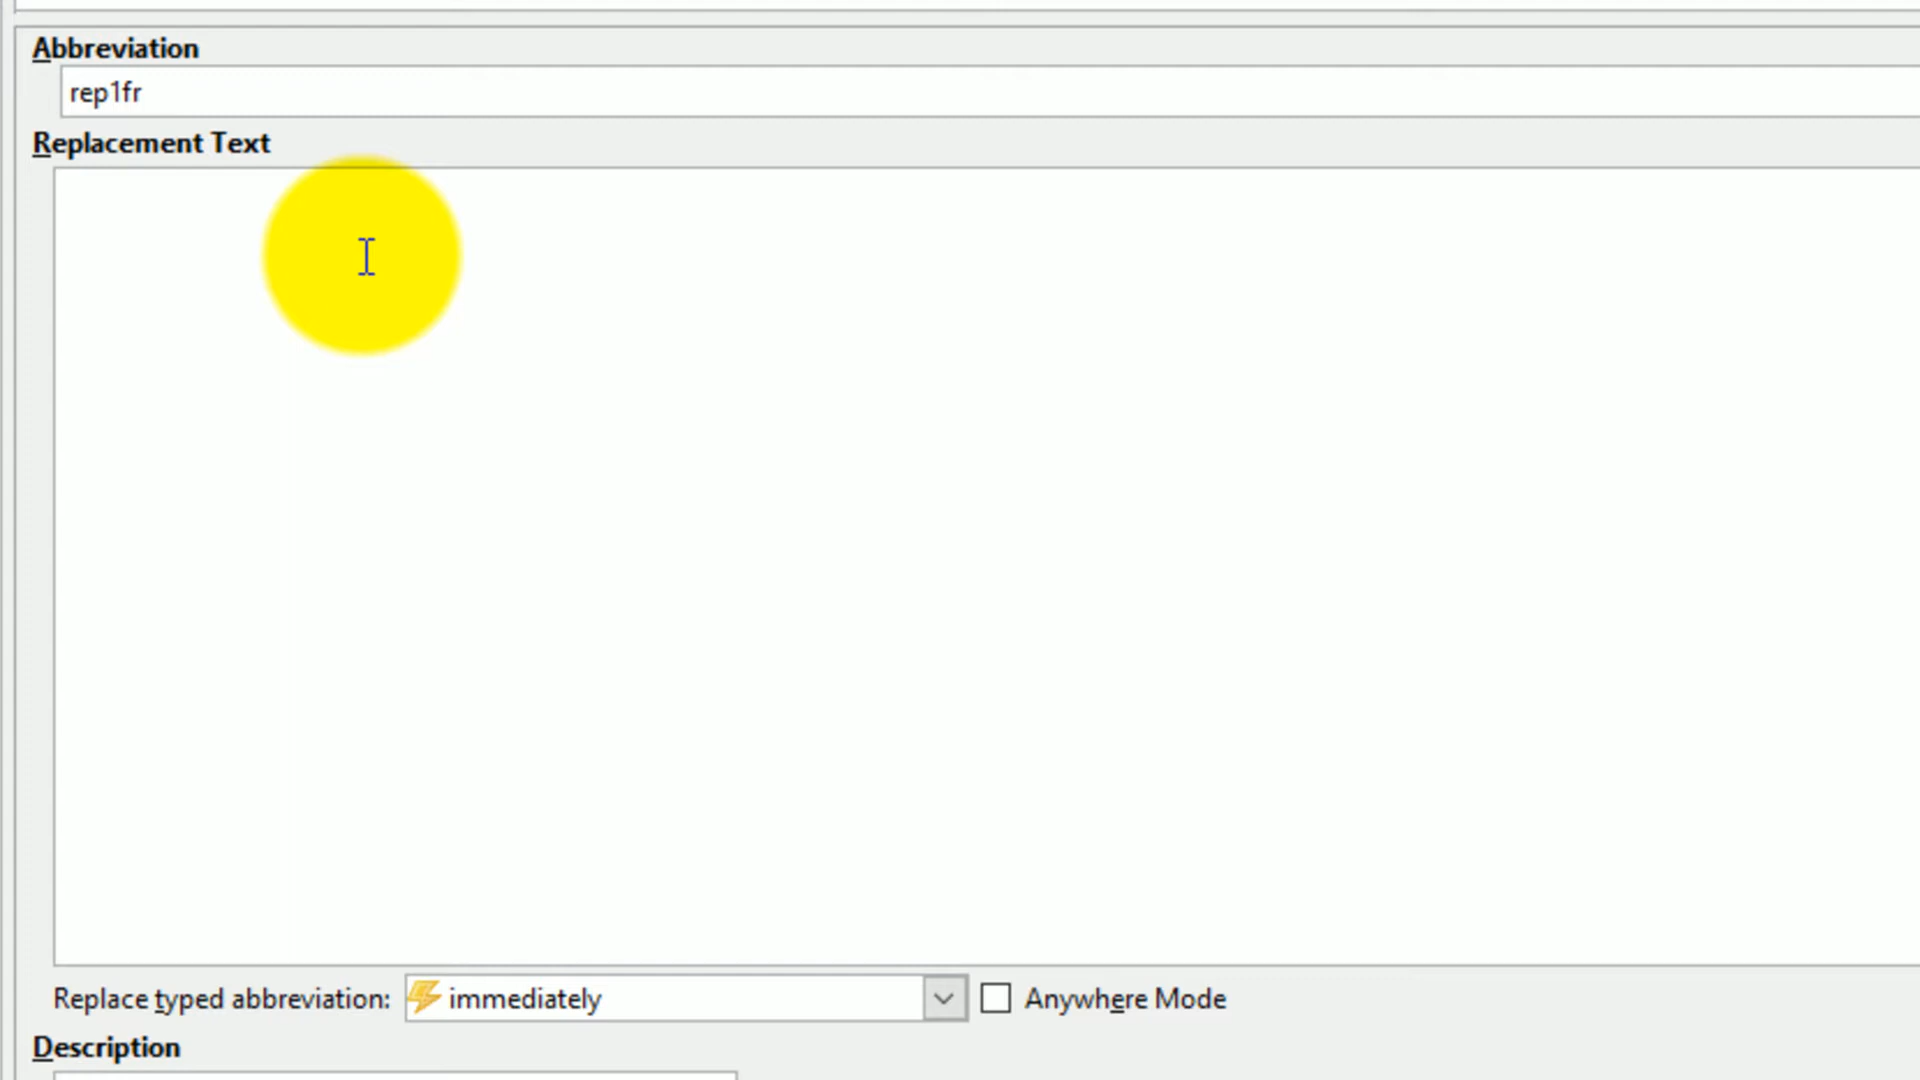 Abbreviation
rep1fr
Replacement Text
Replace typed abbreviation: immediately Anywhere Mode
Description